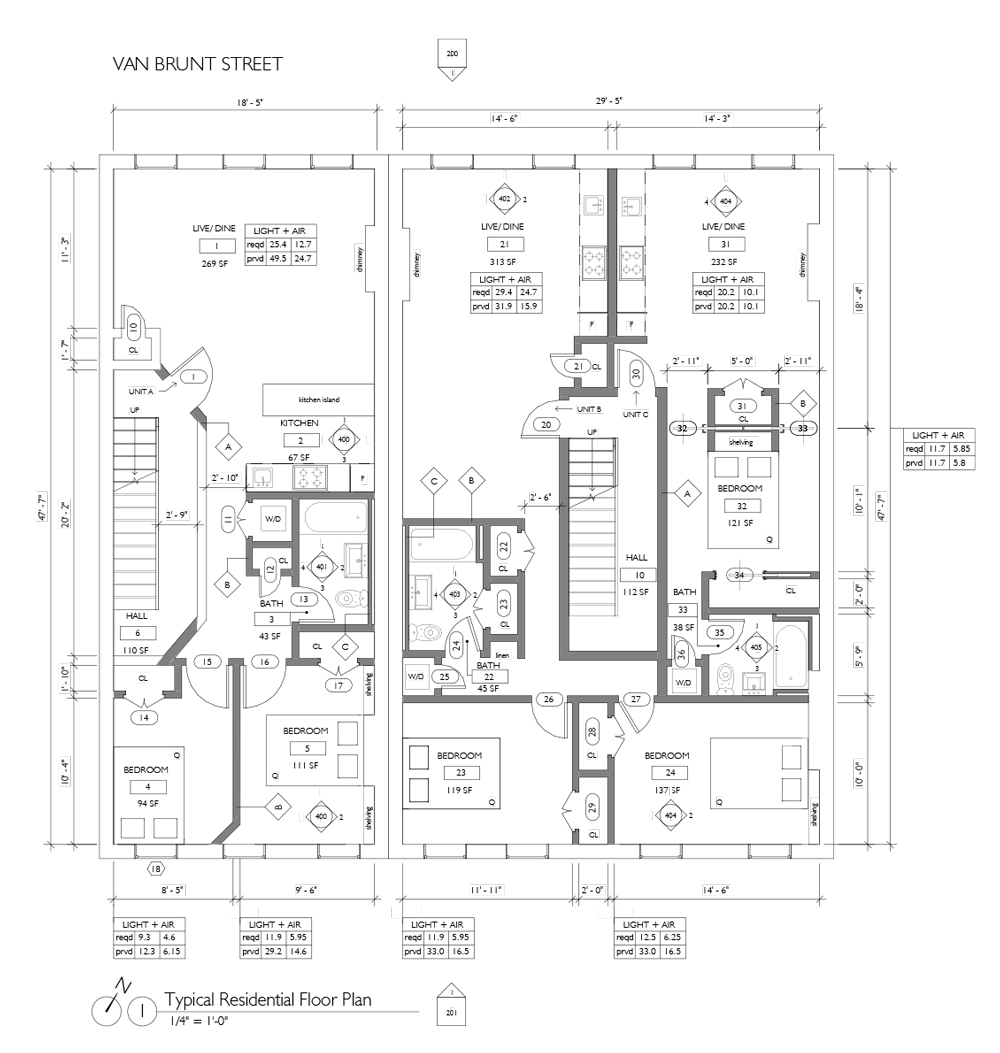 VAN BRUNT STREET
200
1
18' - 5"
29' - 5"
14' - 6"
14' - 3"
LIVE/ DINE
1
269 SF
LIGHT + AIR
reqd 25.4 12.7
prvd 49.5 24.7
chimney
11' - 3"
1' - 7"
47' - 7"
20' - 2"
1' - 10"
10' - 4"
10
CL
1
UNIT A
UP
A
kitchen island
KITCHEN
2
67 SF
400
1
3
F
2' - 10"
2' - 9"
11
W/D
CL
12
B
401
1
2
3
4
13
BATH
3
43 SF
HALL
6
110 SF
CL
C
15
16
17
shelving
CL
14
BEDROOM
4
94 SF
Q
BEDROOM
5
111 SF
Q
B
400
2
shelving
18
8' - 5"
9' - 6"
LIGHT + AIR
reqd 9.3 4.6
prvd 12.3 6.15
LIGHT + AIR
reqd 11.9 5.95
prvd 29.2 14.6
402
2
LIVE/ DINE
21
313 SF
LIGHT + AIR
reqd 29.4 24.7
prvd 31.9 15.9
chimney
F
F
404
4
LIVE/ DINE
31
232 SF
LIGHT + AIR
reqd 20.2 10.1
prvd 20.2 10.1
chimney
21
CL
30
UNIT B
UNIT C
20
UP
2' - 11"
5' - 0"
2' - 11"
31
CL
B
32
33
shelving
BEDROOM
32
121 SF
Q
A
C
B
2' - 6"
22
CL
23
CL
403
1
2
3
4
24
linen
BATH
22
45 SF
W/D
25
HALL
10
112 SF
34
CL
BATH
33
38 SF
35
405
1
2
3
4
36
W/D
18' - 4"
10' - 1"
47' - 7"
2' - 0"
5' - 9"
10' - 0"
LIGHT + AIR
reqd 11.7 5.85
prvd 11.7 5.8
26
27
BEDROOM
23
119 SF
Q
28
CL
29
CL
BEDROOM
24
137 SF
404
2
Q
shelving
11' - 11"
2' - 0"
14' - 6"
LIGHT + AIR
reqd 11.9 5.95
prvd 33.0 16.5
LIGHT + AIR
reqd 12.5 6.25
prvd 33.0 16.5
N
1
Typical Residential Floor Plan
1/4" = 1'-0"
1
201